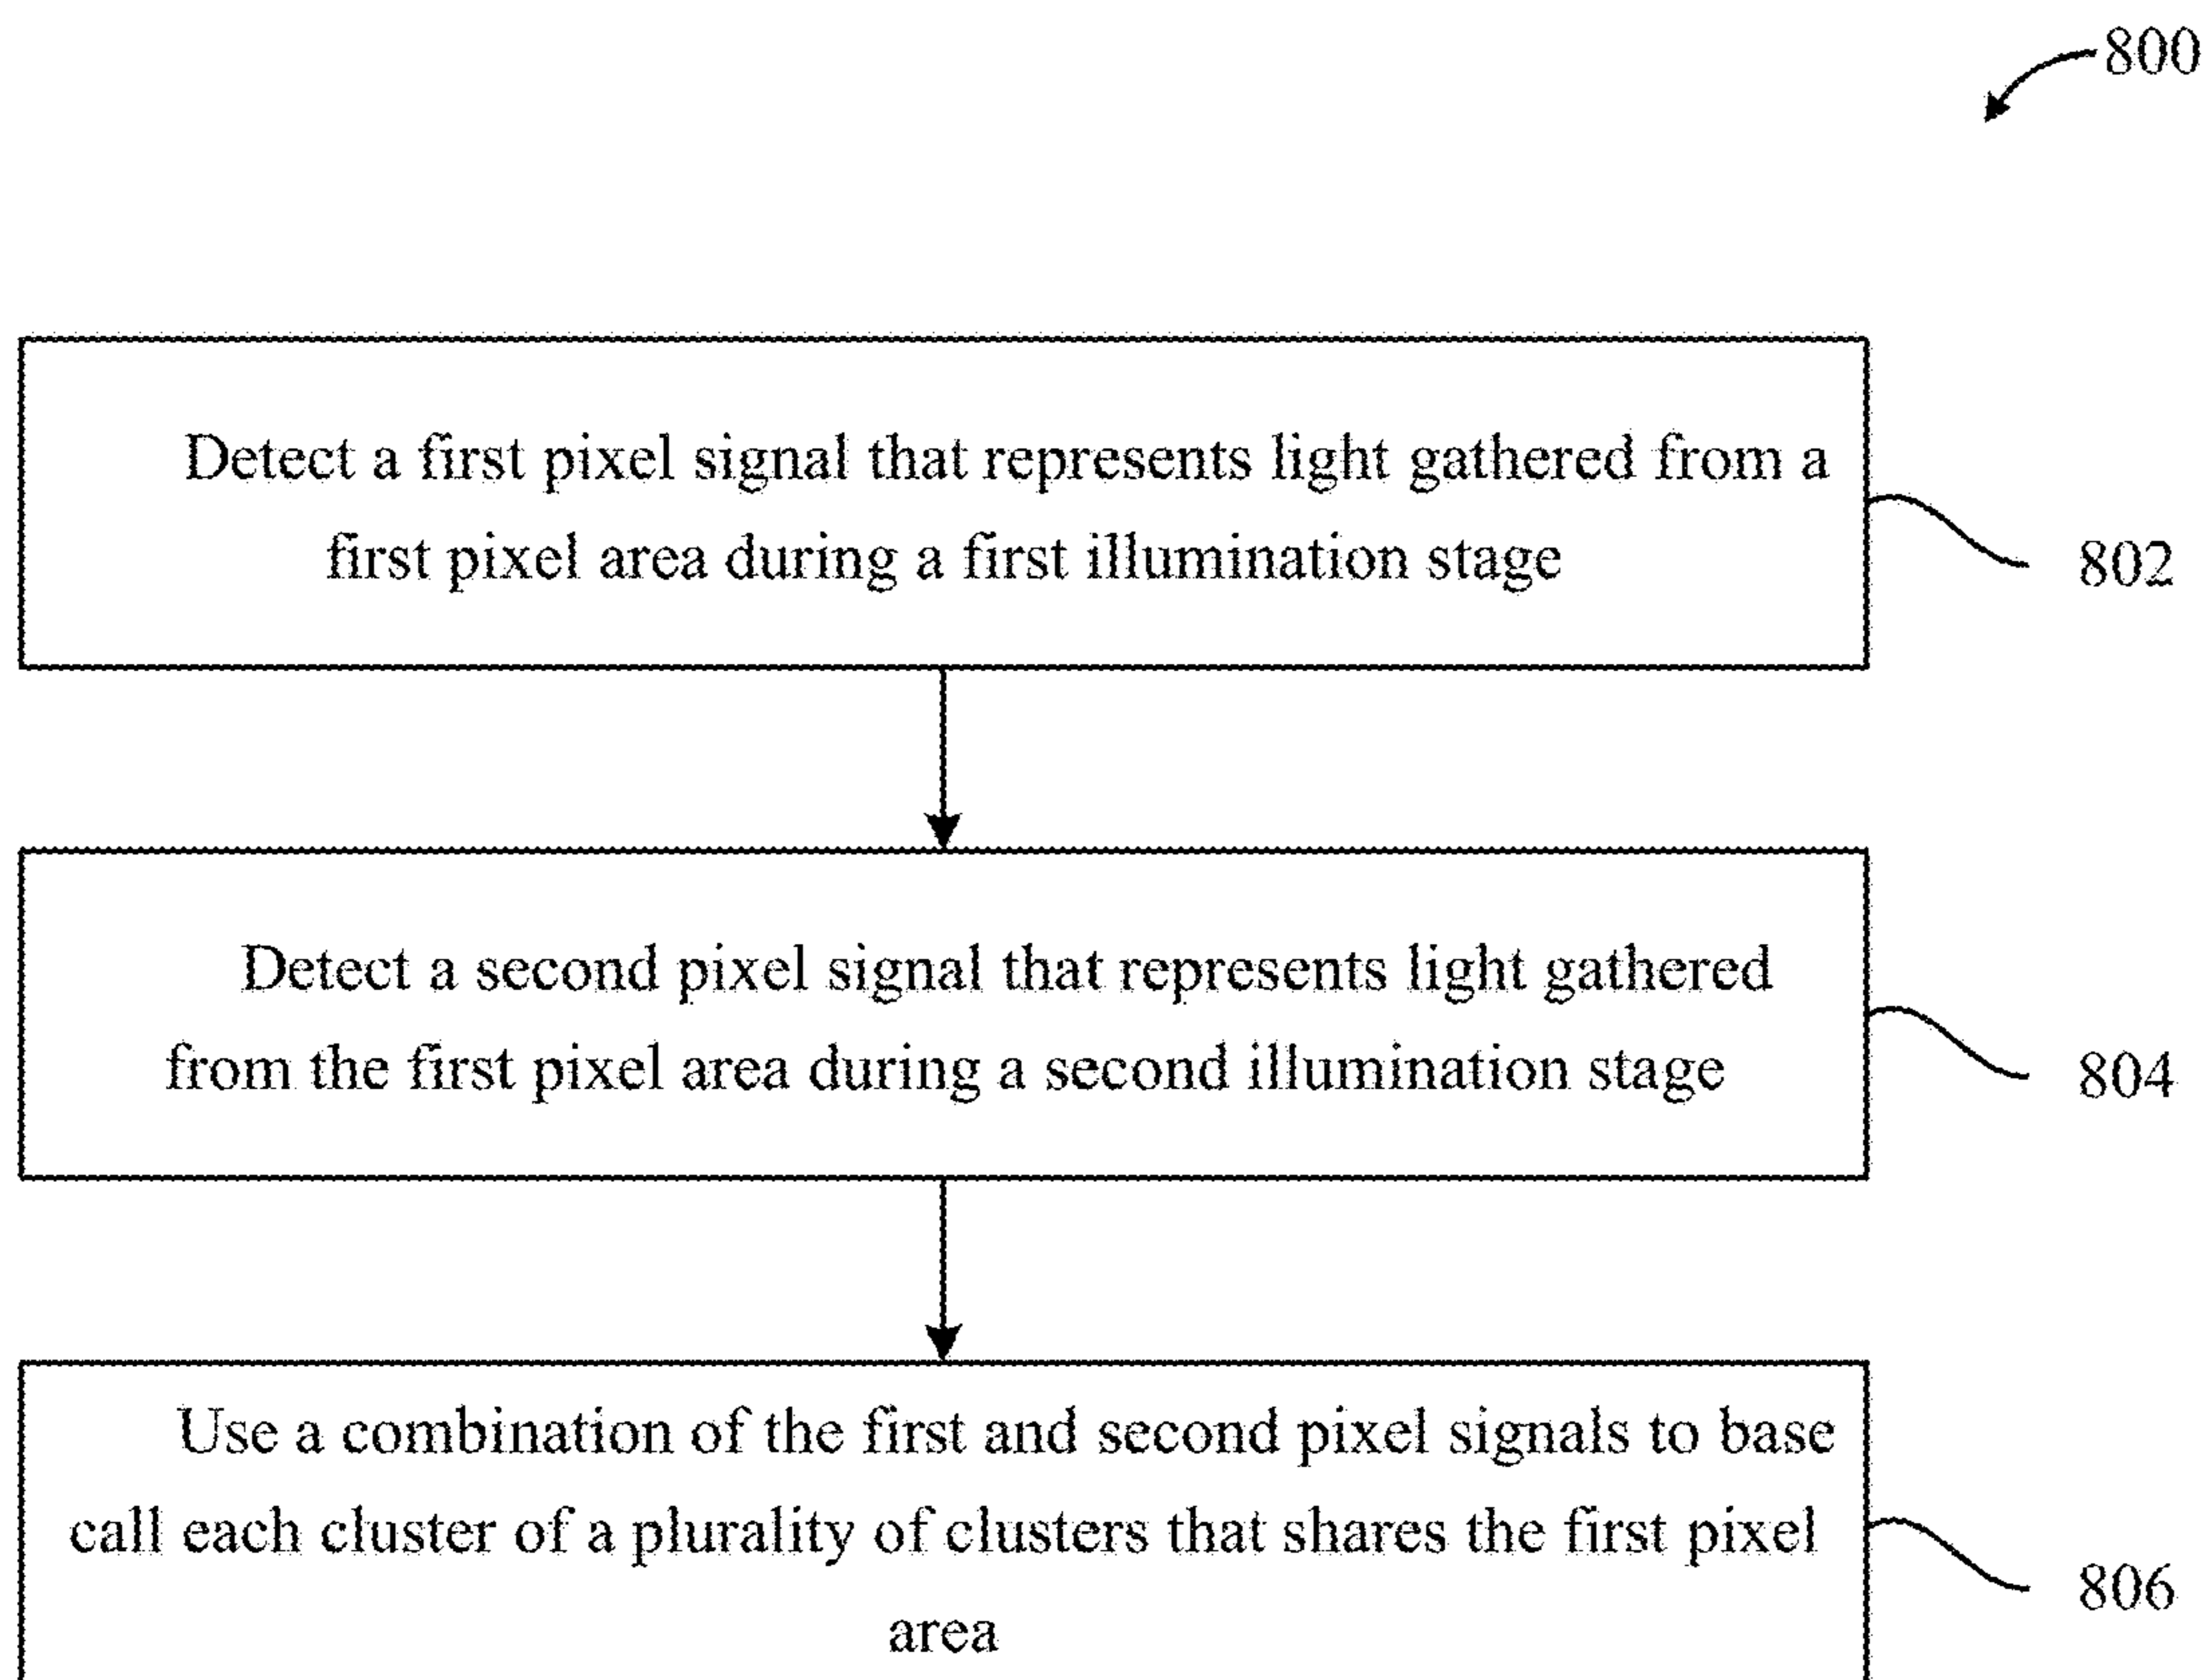 800
Detect a first pixel signal that represents light gathered from a
first pixel area during a first illumination stage
802
Detect a second pixel signal that represents light gathered
from the first pixel area during a second illumination stage
804
Use a combination of the first and second pixel signals to base
call each cluster of a plurality of clusters that shares the first pixel
area
806